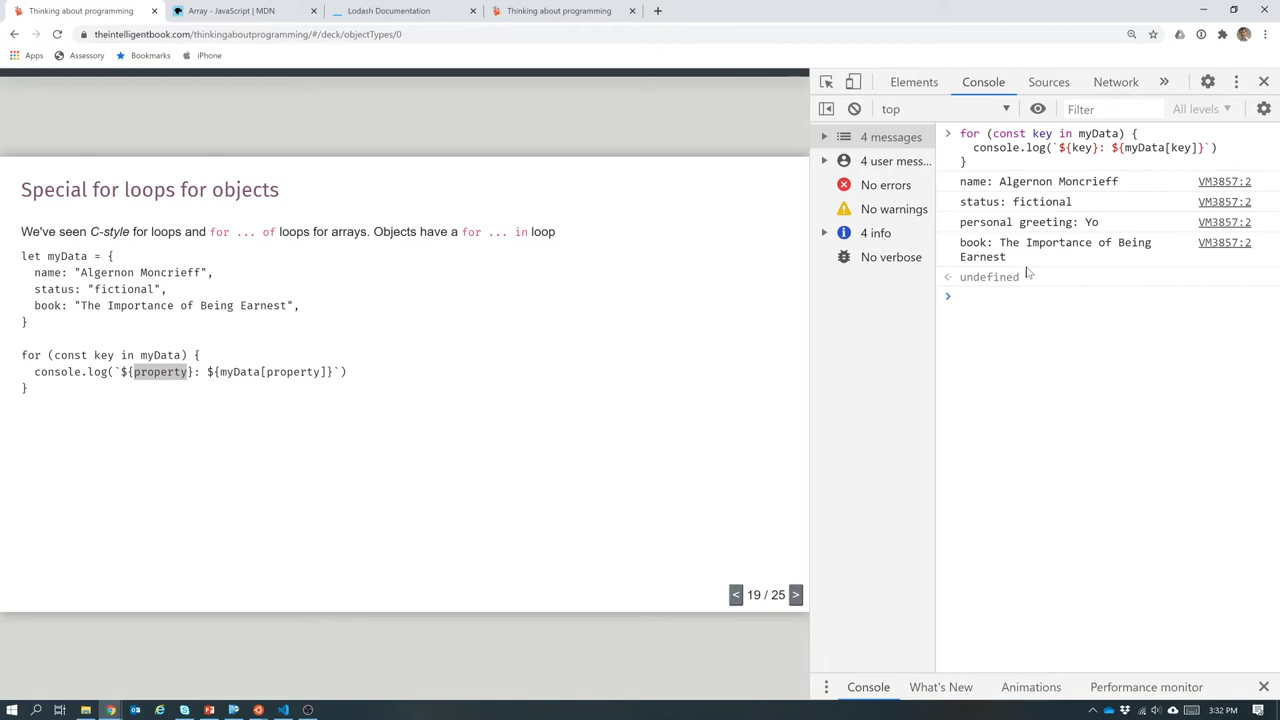 Thinking about programming
Array - JavaScript | MDN
Lodash Documentation
Thinking about programming
theintelligentbook.com/thinkingaboutprogramming/#/deck/objectTypes/0
Apps
Assessory
Bookmarks
iPhone
Special for loops for objects
We've seen C-style for loops and for ... of loops for arrays. Objects have a for ... in loop
let myData = {
  name: "Algernon Moncrieff",
  status: "fictional",
  book: "The Importance of Being Earnest",
}
for (const key in myData) {
  console.log(`${property}: ${myData[property]}`)
}
< 19 / 25 >
Elements Console Sources Network »
top Filter All levels
4 messages
4 user mess...
No errors
No warnings
4 info
No verbose
> for (const key in myData) {
  console.log(`${key}: ${myData[key]}`)
}
name: Algernon Moncrieff VM3857:2
status: fictional VM3857:2
personal greeting: Yo VM3857:2
book: The Importance of Being VM3857:2
Earnest
undefined
>
Console What's New Animations Performance monitor
3:32 PM